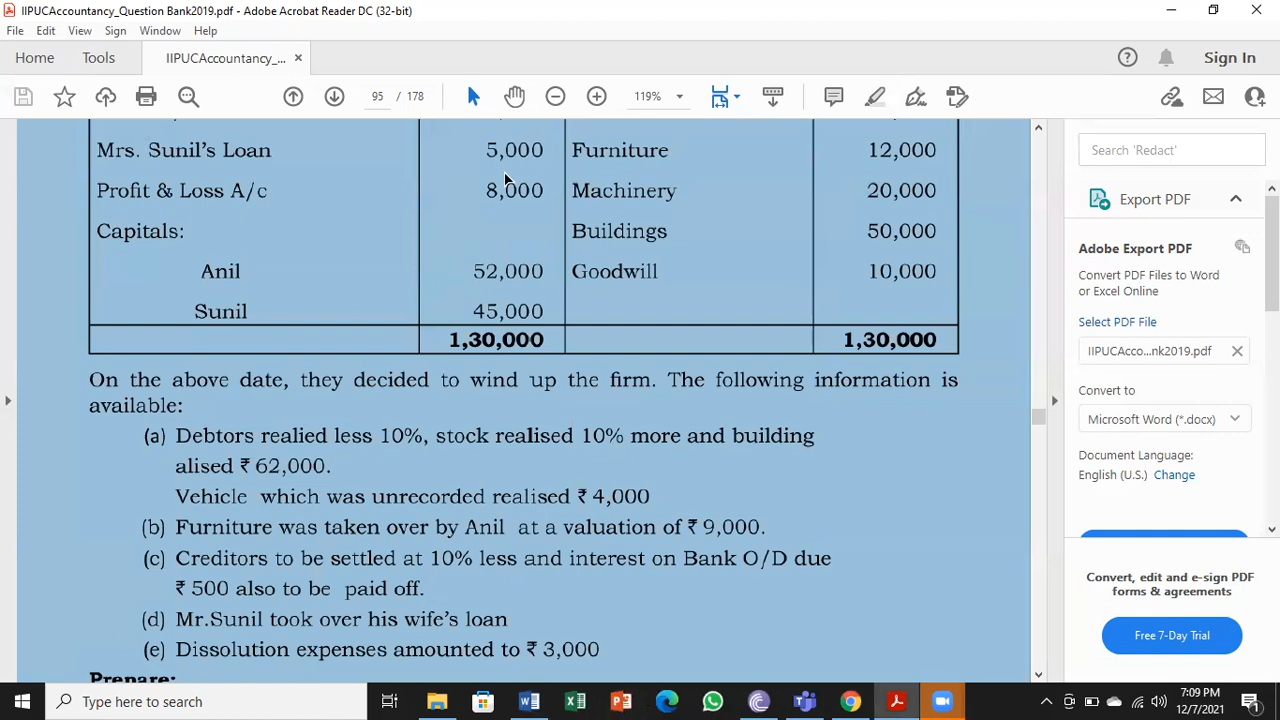 IIPUCAccountancy_Question Bank2019.pdf - Adobe Acrobat Reader DC (32-bit)
File Edit View Sign Window Help
Home Tools IIPUCAccountancy_... × Sign In
95 / 178 119%
Mrs. Sunil's Loan 5,000 Furniture 12,000
Profit & Loss A/c 8,000 Machinery 20,000
Capitals: Buildings 50,000
Anil 52,000 Goodwill 10,000
Sunil 45,000
1,30,000 1,30,000
On the above date, they decided to wind up the firm. The following information is
available:
(a) Debtors realied less 10%, stock realised 10% more and building
alised ₹ 62,000.
Vehicle which was unrecorded realised ₹ 4,000
(b) Furniture was taken over by Anil at a valuation of ₹ 9,000.
(c) Creditors to be settled at 10% less and interest on Bank O/D due
₹ 500 also to be paid off.
(d) Mr.Sunil took over his wife's loan
(e) Dissolution expenses amounted to ₹ 3,000
Prepare:
Search 'Redact'
Export PDF
Adobe Export PDF
Convert PDF Files to Word
or Excel Online
Select PDF File
IIPUCAcco...nk2019.pdf ×
Convert to
Microsoft Word (*.docx)
Document Language:
English (U.S.) Change
Convert, edit and e-sign PDF
forms & agreements
Free 7-Day Trial
Type here to search
7:09 PM
12/7/2021